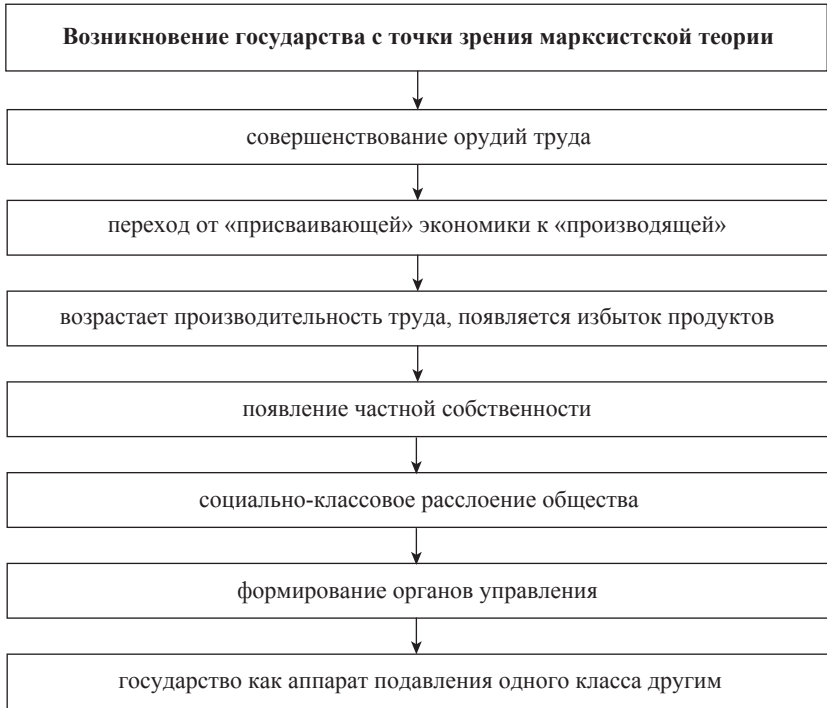 Возникновение государства с точки зрения марксистской теории
совершенствование орудий труда
переход от «присваивающей» экономики к «производящей»
возрастает производительность труда, появляется избыток продуктов
появление частной собственности
социально-классовое расслоение общества
формирование органов управления
государство как аппарат подавления одного класса другим